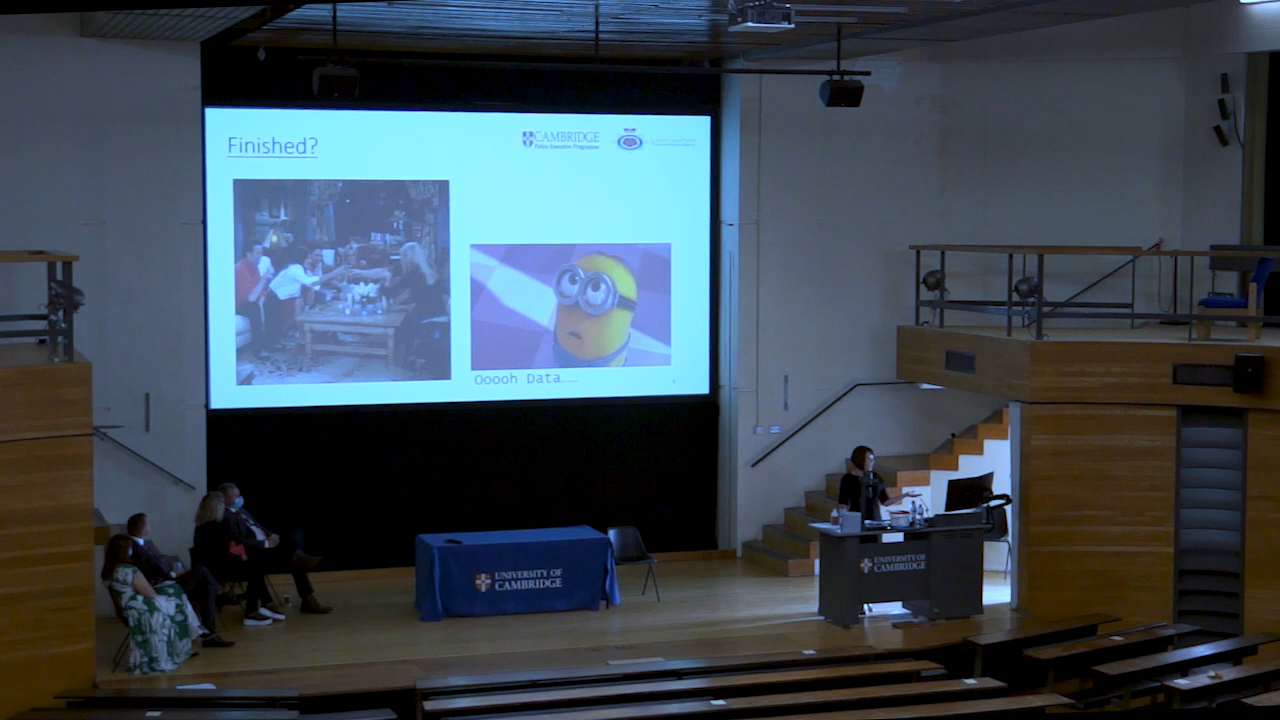 Finished?
CAMBRIDGE
Police Executive Programme
Ooooh Data......
UNIVERSITY OF
CAMBRIDGE
UNIVERSITY OF
CAMBRIDGE